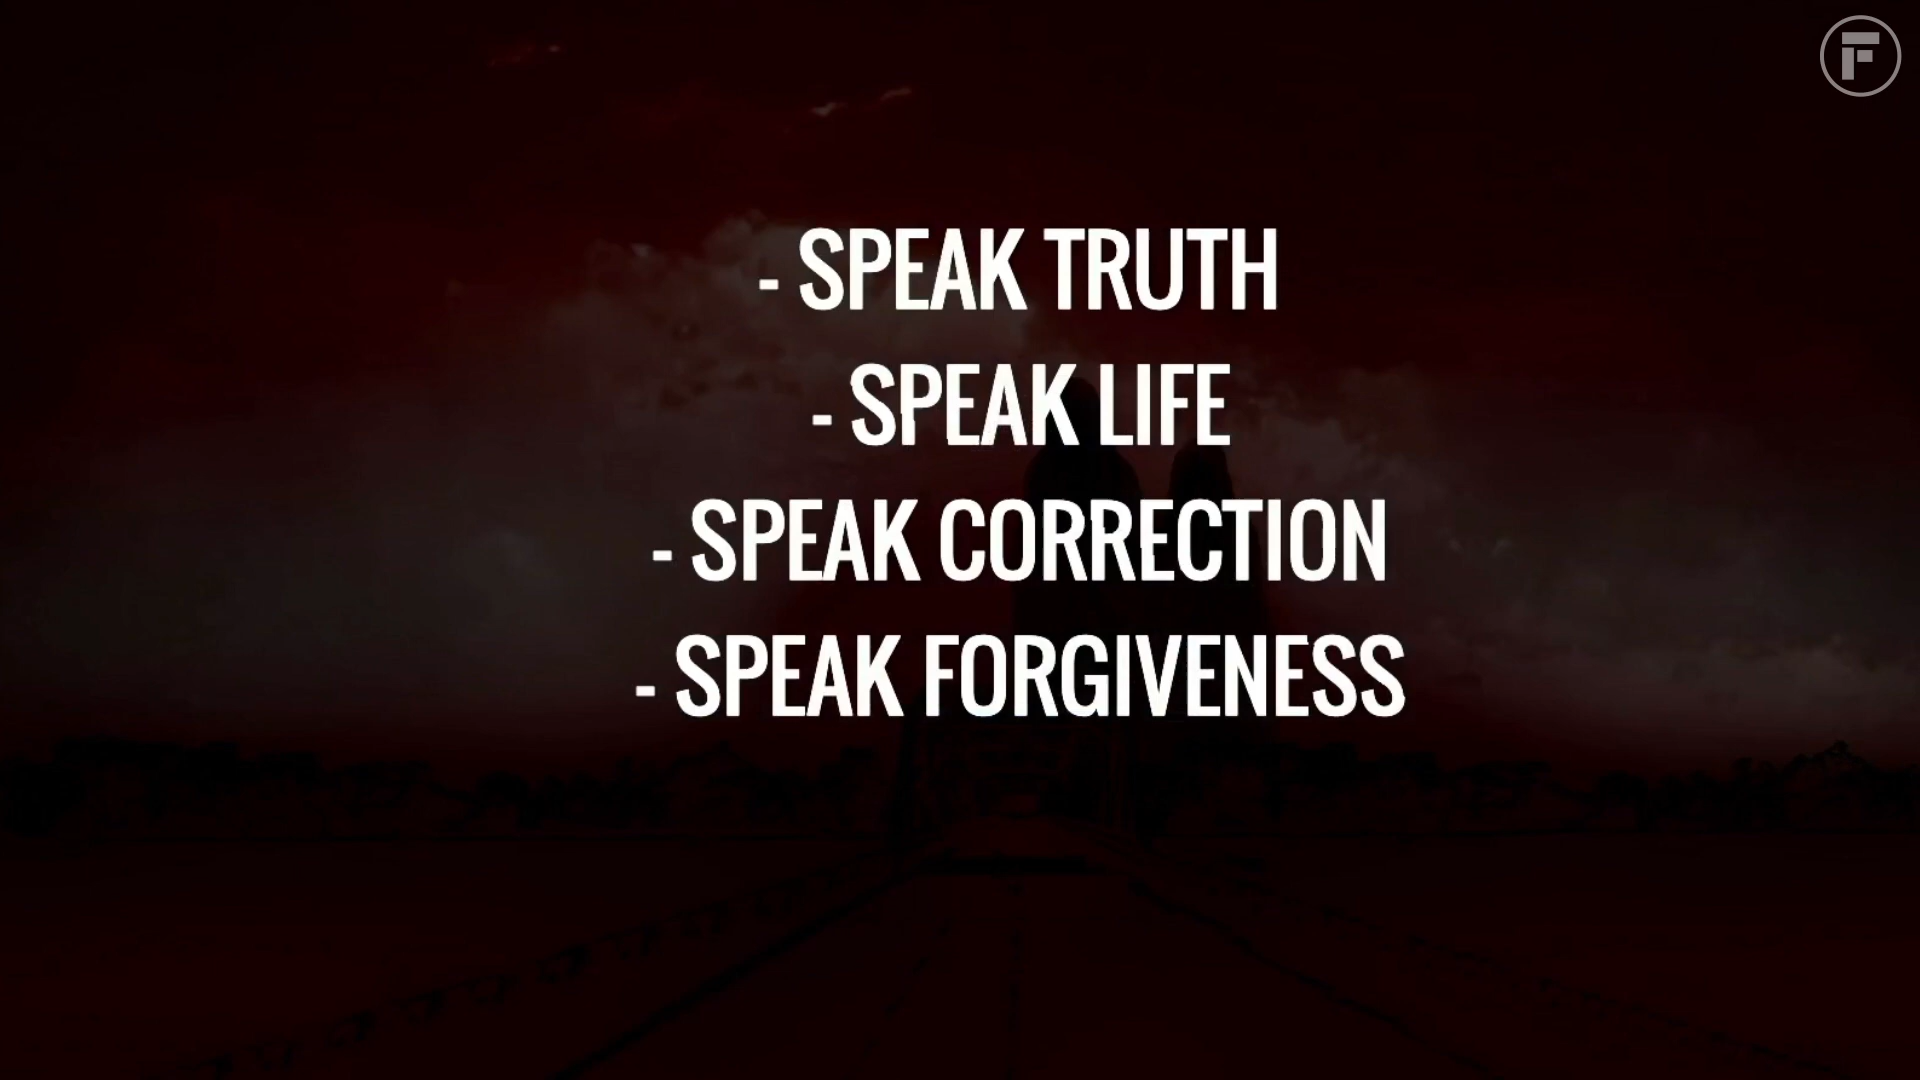 - SPEAK TRUTH
- SPEAK LIFE
- SPEAK CORRECTION
- SPEAK FORGIVENESS